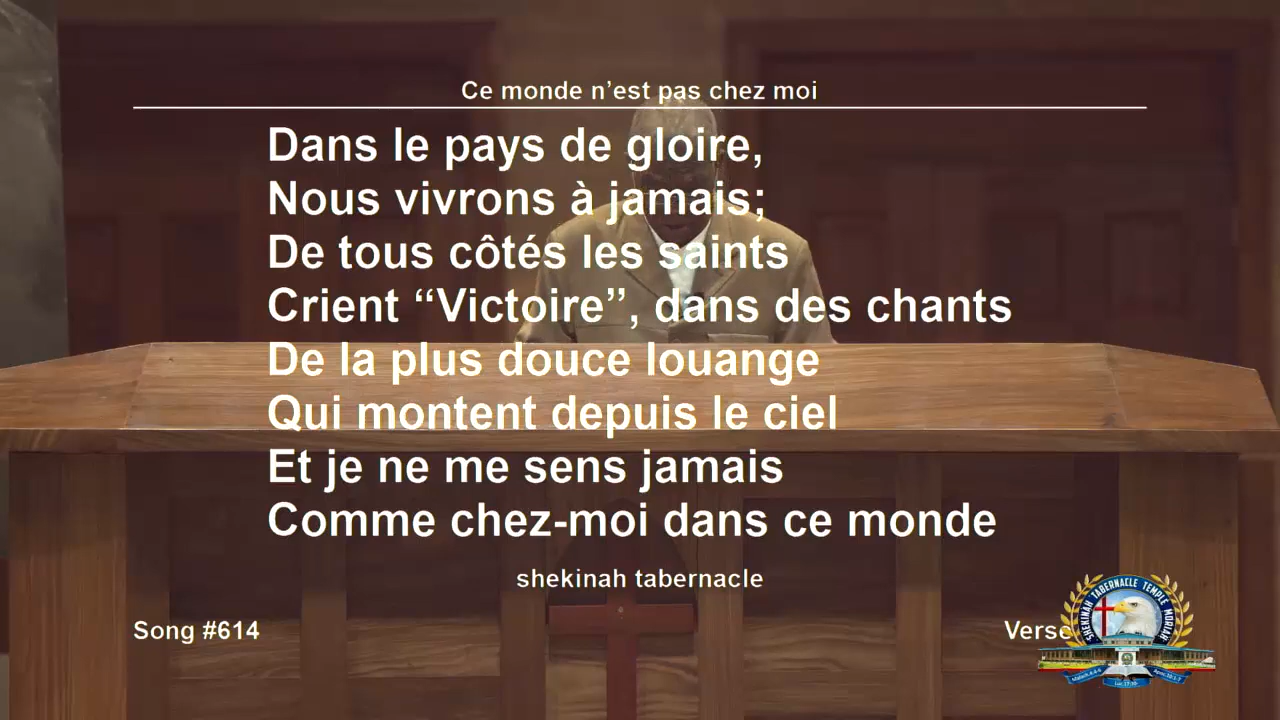 Ce monde n’est pas chez moi
Dans le pays de gloire,
Nous vivrons à jamais;
De tous côtés les saints
Crient “Victoire”, dans des chants
De la plus douce louange
Qui montent depuis le ciel
Et je ne me sens jamais
Comme chez-moi dans ce monde
shekinah tabernacle
Song #614
Verse
SHEKINAH TABERNACLE TEMPLE MORIAH